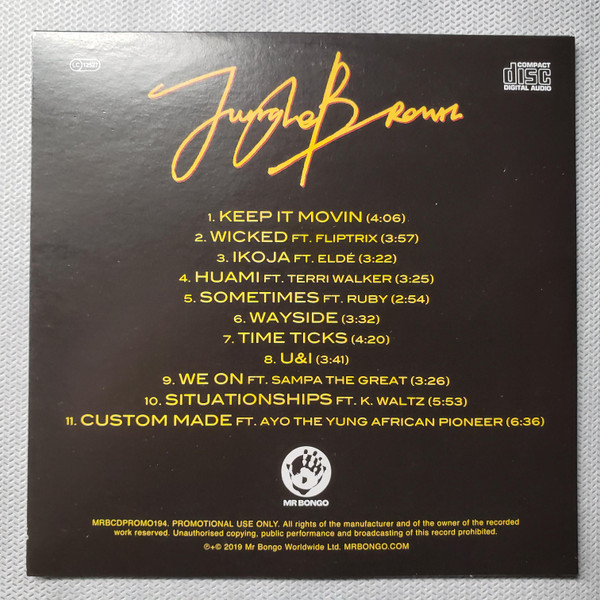 LC 12527
COMPACT
disc
DIGITAL AUDIO
Jungle Brown
1. KEEP IT MOVIN (4:06)
2. WICKED FT. FLIPTRIX (3:57)
3. IKOJA FT. ELDÉ (3:22)
4. HUAMI FT. TERRI WALKER (3:25)
5. SOMETIMES FT. RUBY (2:54)
6. WAYSIDE (3:32)
7. TIME TICKS (4:20)
8. U&I (3:41)
9. WE ON FT. SAMPA THE GREAT (3:26)
10. SITUATIONSHIPS FT. K. WALTZ (5:53)
11. CUSTOM MADE FT. AYO THE YUNG AFRICAN PIONEER (6:36)
MR BONGO
MRBCDPROMO194. PROMOTIONAL USE ONLY. All rights of the manufacturer and of the owner of the recorded
work reserved. Unauthorised copying, public performance and broadcasting of this record prohibited.
℗+© 2019 Mr Bongo Worldwide Ltd. MRBONGO.COM